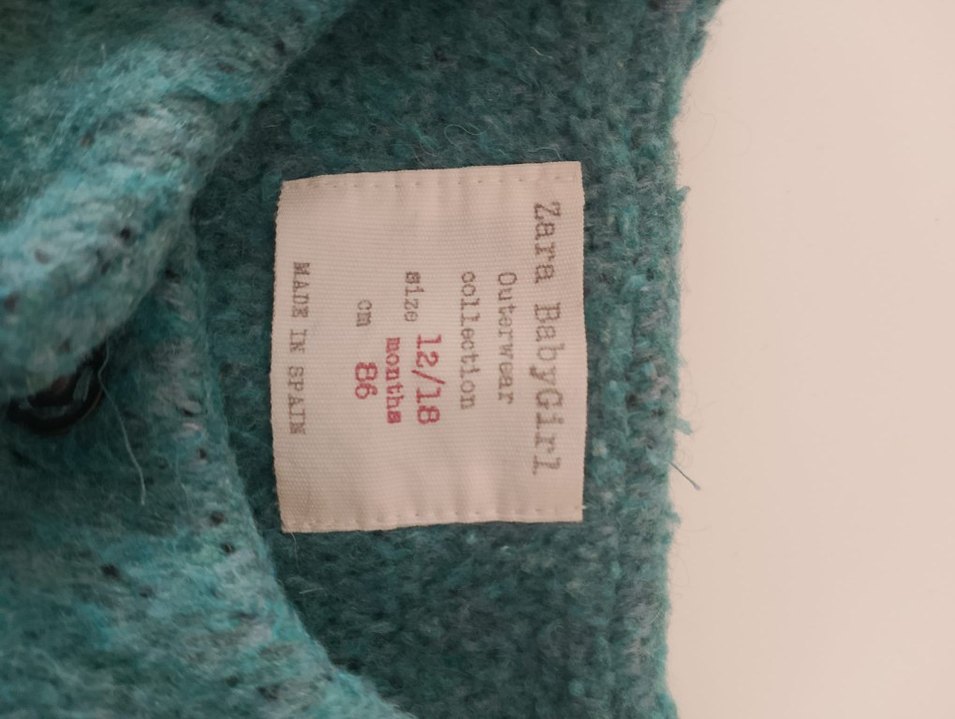 Zara BabyGirl
Outerwear
collection
size 12/18
months
cm 86
MADE IN SPAIN